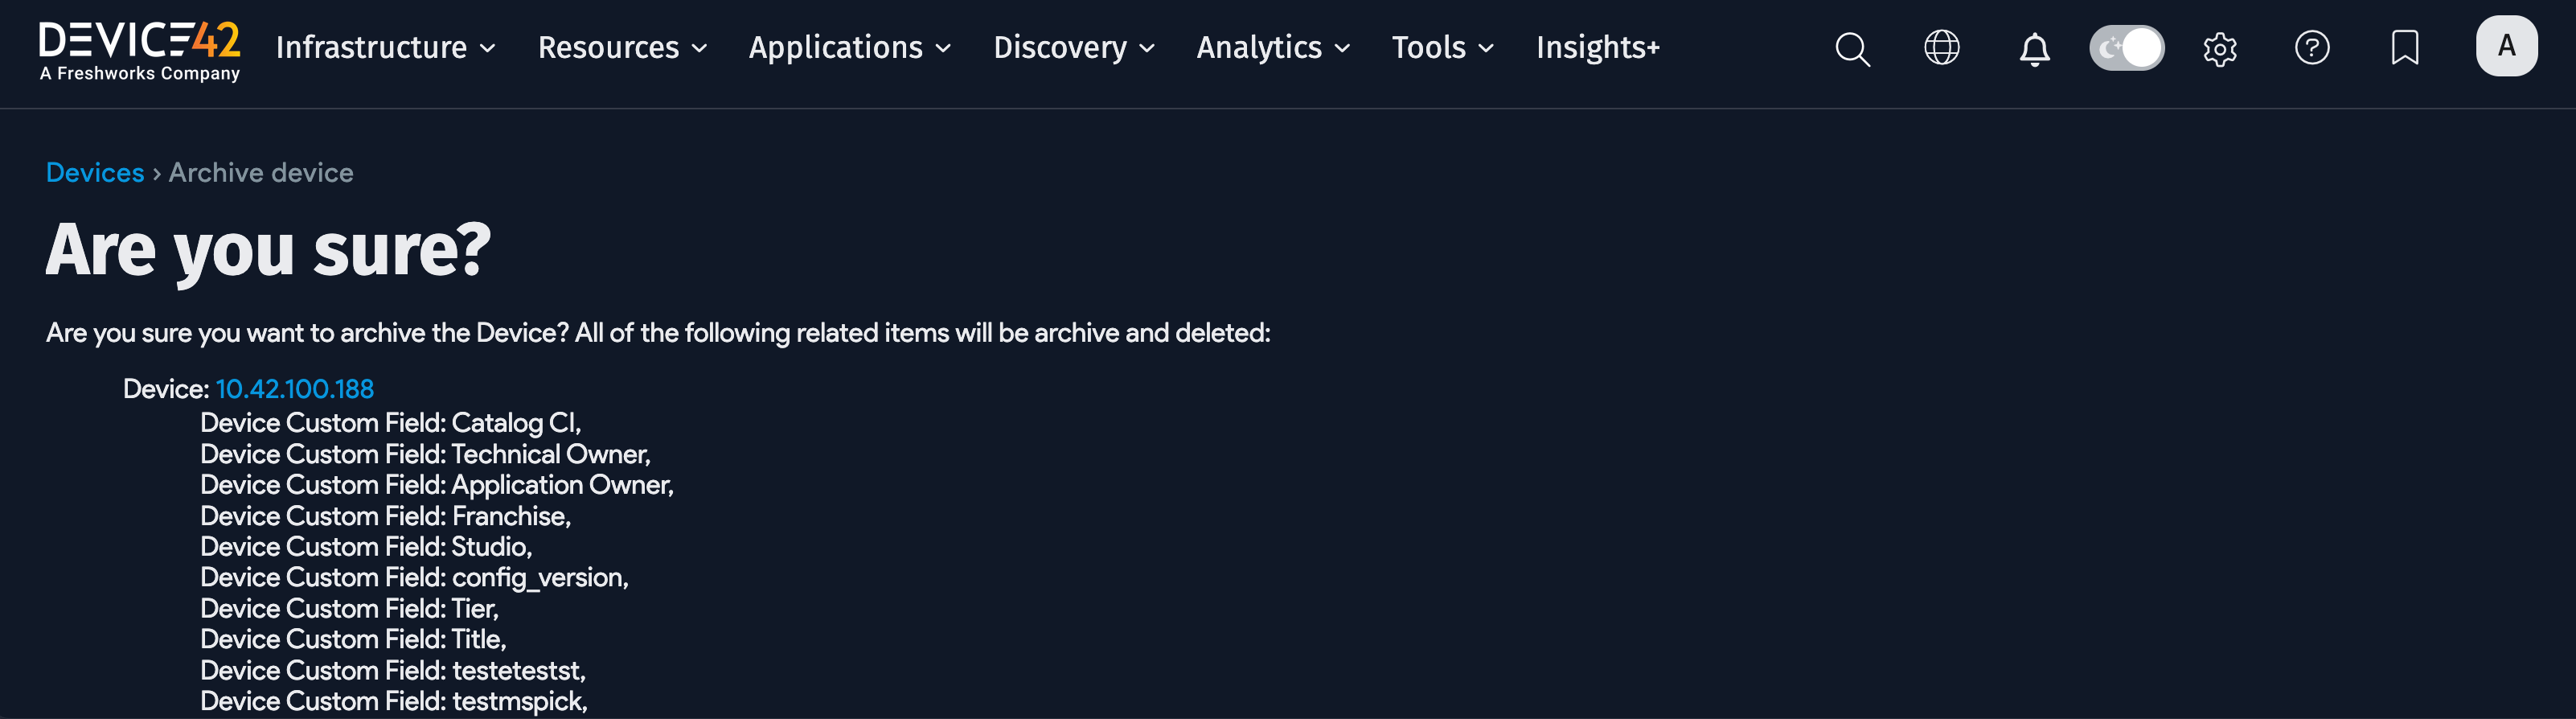 DEVICE42
A Freshworks Company
Infrastructure Resources Applications Discovery Analytics Tools Insights+
A
Devices › Archive device
Are you sure?
Are you sure you want to archive the Device? All of the following related items will be archive and deleted:
Device: 10.42.100.188
Device Custom Field: Catalog CI,
Device Custom Field: Technical Owner,
Device Custom Field: Application Owner,
Device Custom Field: Franchise,
Device Custom Field: Studio,
Device Custom Field: config_version,
Device Custom Field: Tier,
Device Custom Field: Title,
Device Custom Field: testetestst,
Device Custom Field: testmspick,